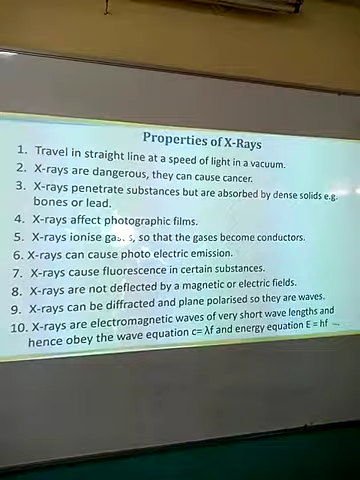 Properties of X-Rays
1. Travel in straight line at a speed of light in a vacuum.
2. X-rays are dangerous, they can cause cancer.
3. X-rays penetrate substances but are absorbed by dense solids e.g.
bones or lead.
4. X-rays affect photographic films.
5. X-rays ionise gases, so that the gases become conductors.
6. X-rays can cause photo electric emission.
7. X-rays cause fluorescence in certain substances.
8. X-rays are not deflected by a magnetic or electric fields.
9. X-rays can be diffracted and plane polarised so they are waves.
10. X-rays are electromagnetic waves of very short wave lengths and
hence obey the wave equation c= λf and energy equation E = hf